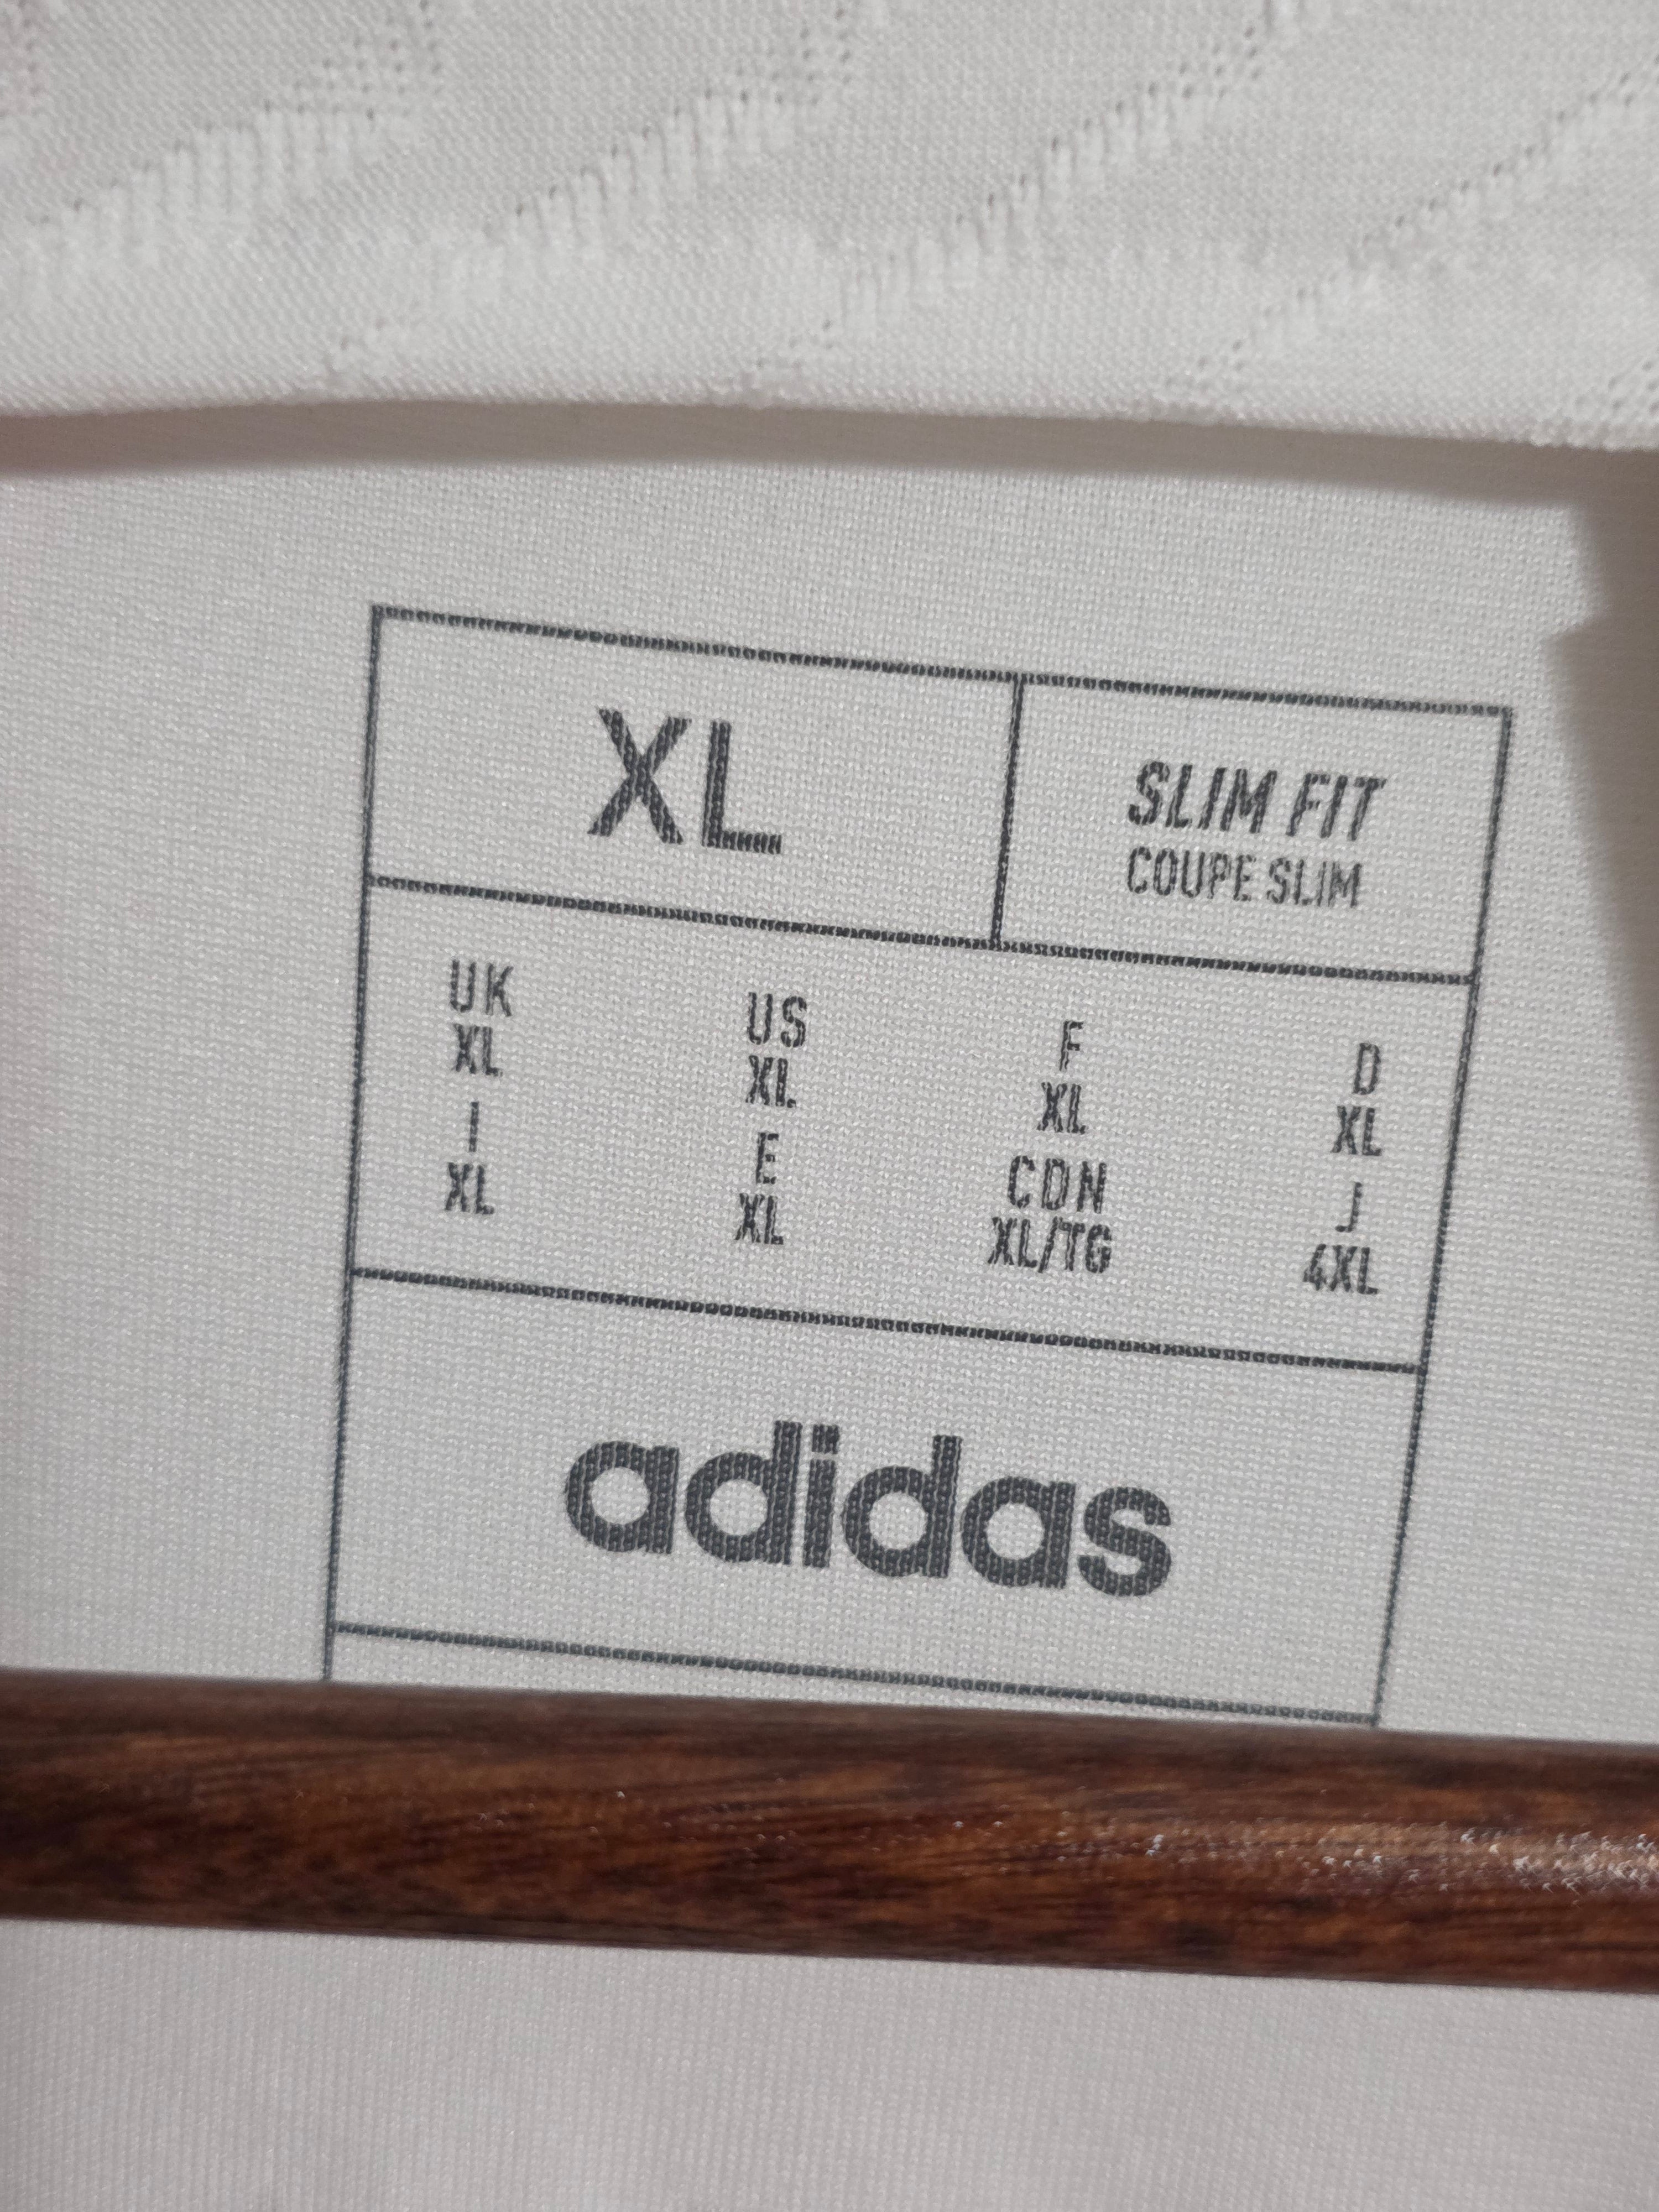 XL
SLIM FIT
COUPE SLIM
UK US F D
XL XL XL XL
I E CDN J
XL XL XL/TG 4XL
adidas